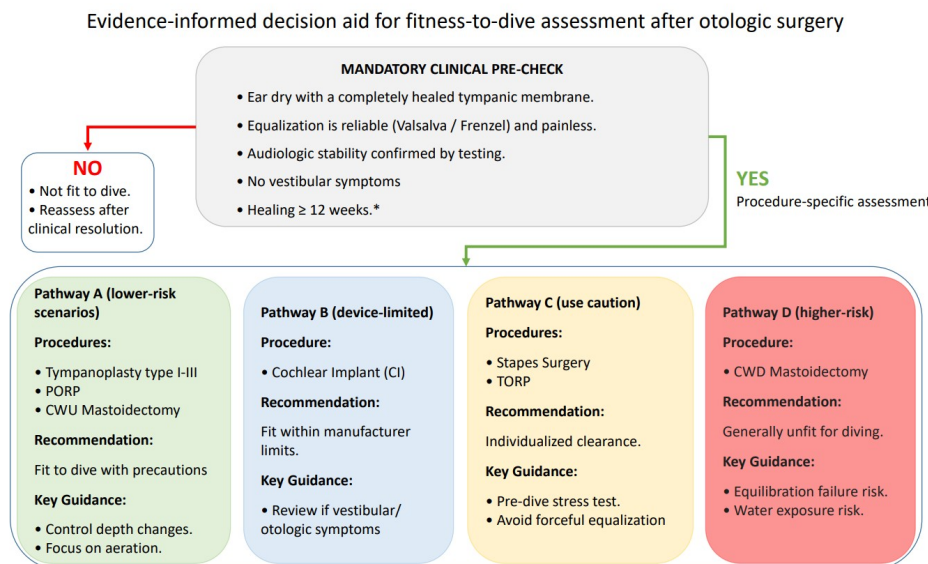 Evidence-informed decision aid for fitness-to-dive assessment after otologic surgery
MANDATORY CLINICAL PRE-CHECK
• Ear dry with a completely healed tympanic membrane.
• Equalization is reliable (Valsalva / Frenzel) and painless.
• Audiologic stability confirmed by testing.
• No vestibular symptoms
• Healing ≥ 12 weeks.*
NO
• Not fit to dive.
• Reassess after
clinical resolution.
YES
Procedure-specific assessment
Pathway A (lower-risk
scenarios)
Procedures:
• Tympanoplasty type I-III
• PORP
• CWU Mastoidectomy
Recommendation:
Fit to dive with precautions
Key Guidance:
• Control depth changes.
• Focus on aeration.
Pathway B (device-limited)
Procedure:
• Cochlear Implant (CI)
Recommendation:
Fit within manufacturer
limits.
Key Guidance:
• Review if vestibular/
otologic symptoms
Pathway C (use caution)
Procedures:
• Stapes Surgery
• TORP
Recommendation:
Individualized clearance.
Key Guidance:
• Pre-dive stress test.
• Avoid forceful equalization
Pathway D (higher-risk)
Procedure:
• CWD Mastoidectomy
Recommendation:
Generally unfit for diving.
Key Guidance:
• Equilibration failure risk.
• Water exposure risk.